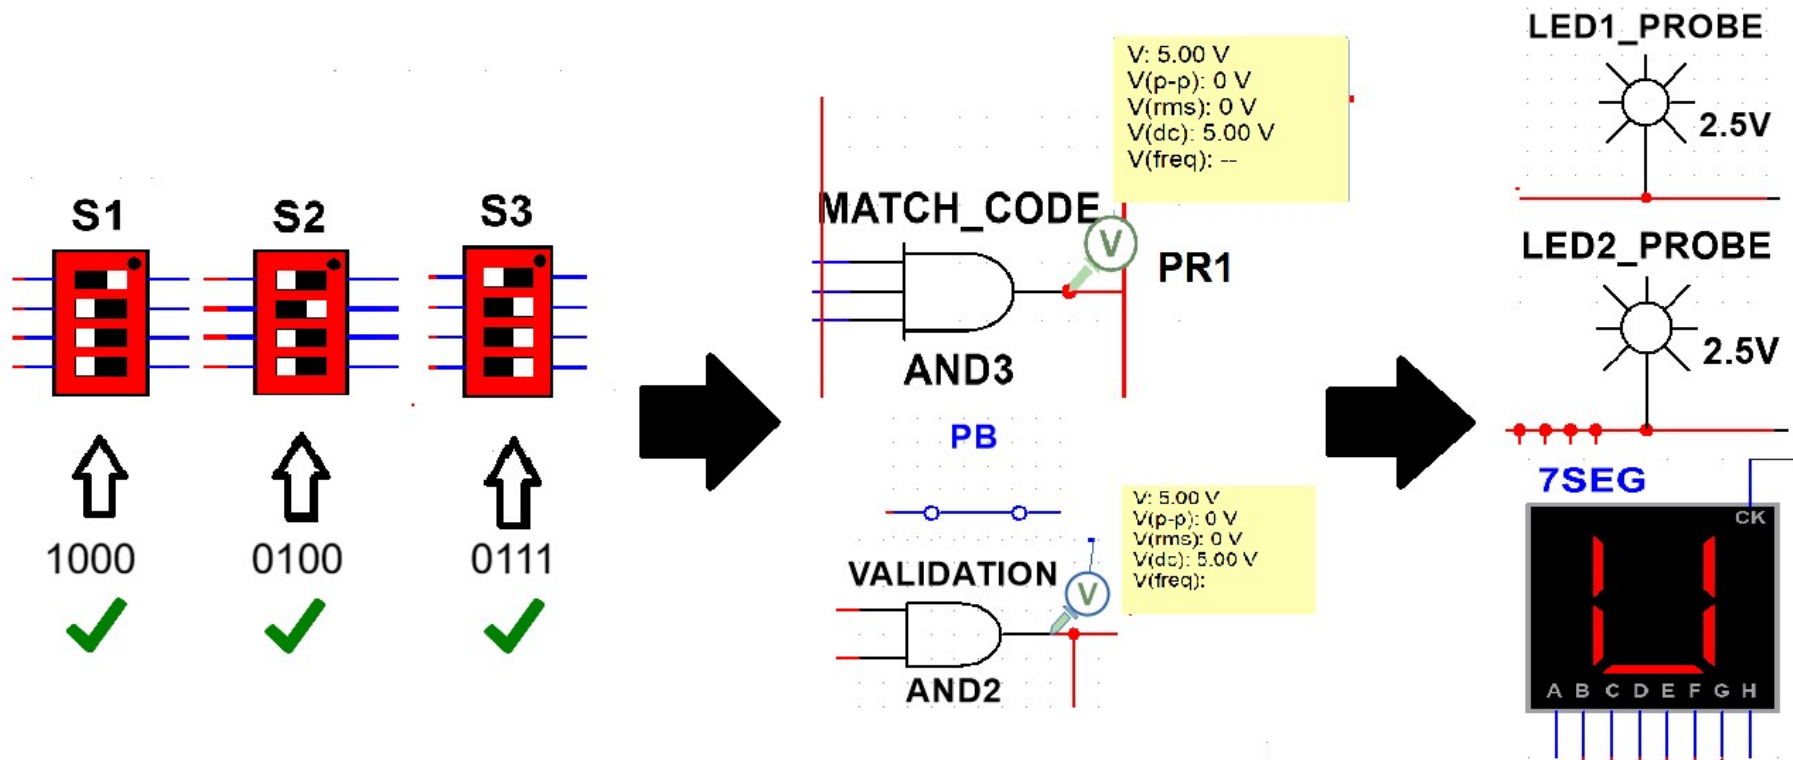 S1
S2
S3
1000
0100
0111
V: 5.00 V
V(p-p): 0 V
V(rms): 0 V
V(dc): 5.00 V
V(freq): --
MATCH_CODE
V
PR1
AND3
PB
V: 5.00 V
V(p-p): 0 V
V(rms): 0 V
V(dc): 5.00 V
V(freq):
VALIDATION
V
AND2
LED1_PROBE
2.5V
LED2_PROBE
2.5V
7SEG
CK
A B C D E F G H